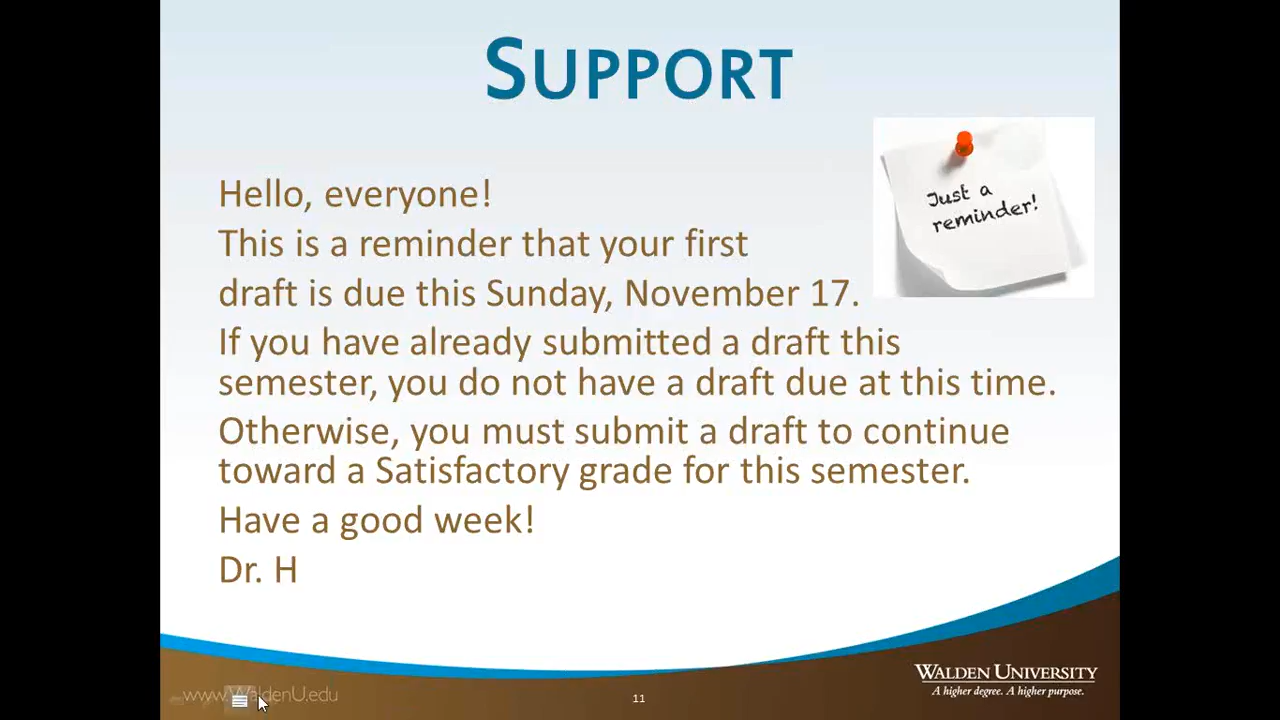 SUPPORT
Just a
reminder!
Hello, everyone!
This is a reminder that your first
draft is due this Sunday, November 17.
If you have already submitted a draft this
semester, you do not have a draft due at this time.
Otherwise, you must submit a draft to continue
toward a Satisfactory grade for this semester.
Have a good week!
Dr. H
www.WaldenU.edu
11
WALDEN UNIVERSITY
A higher degree. A higher purpose.